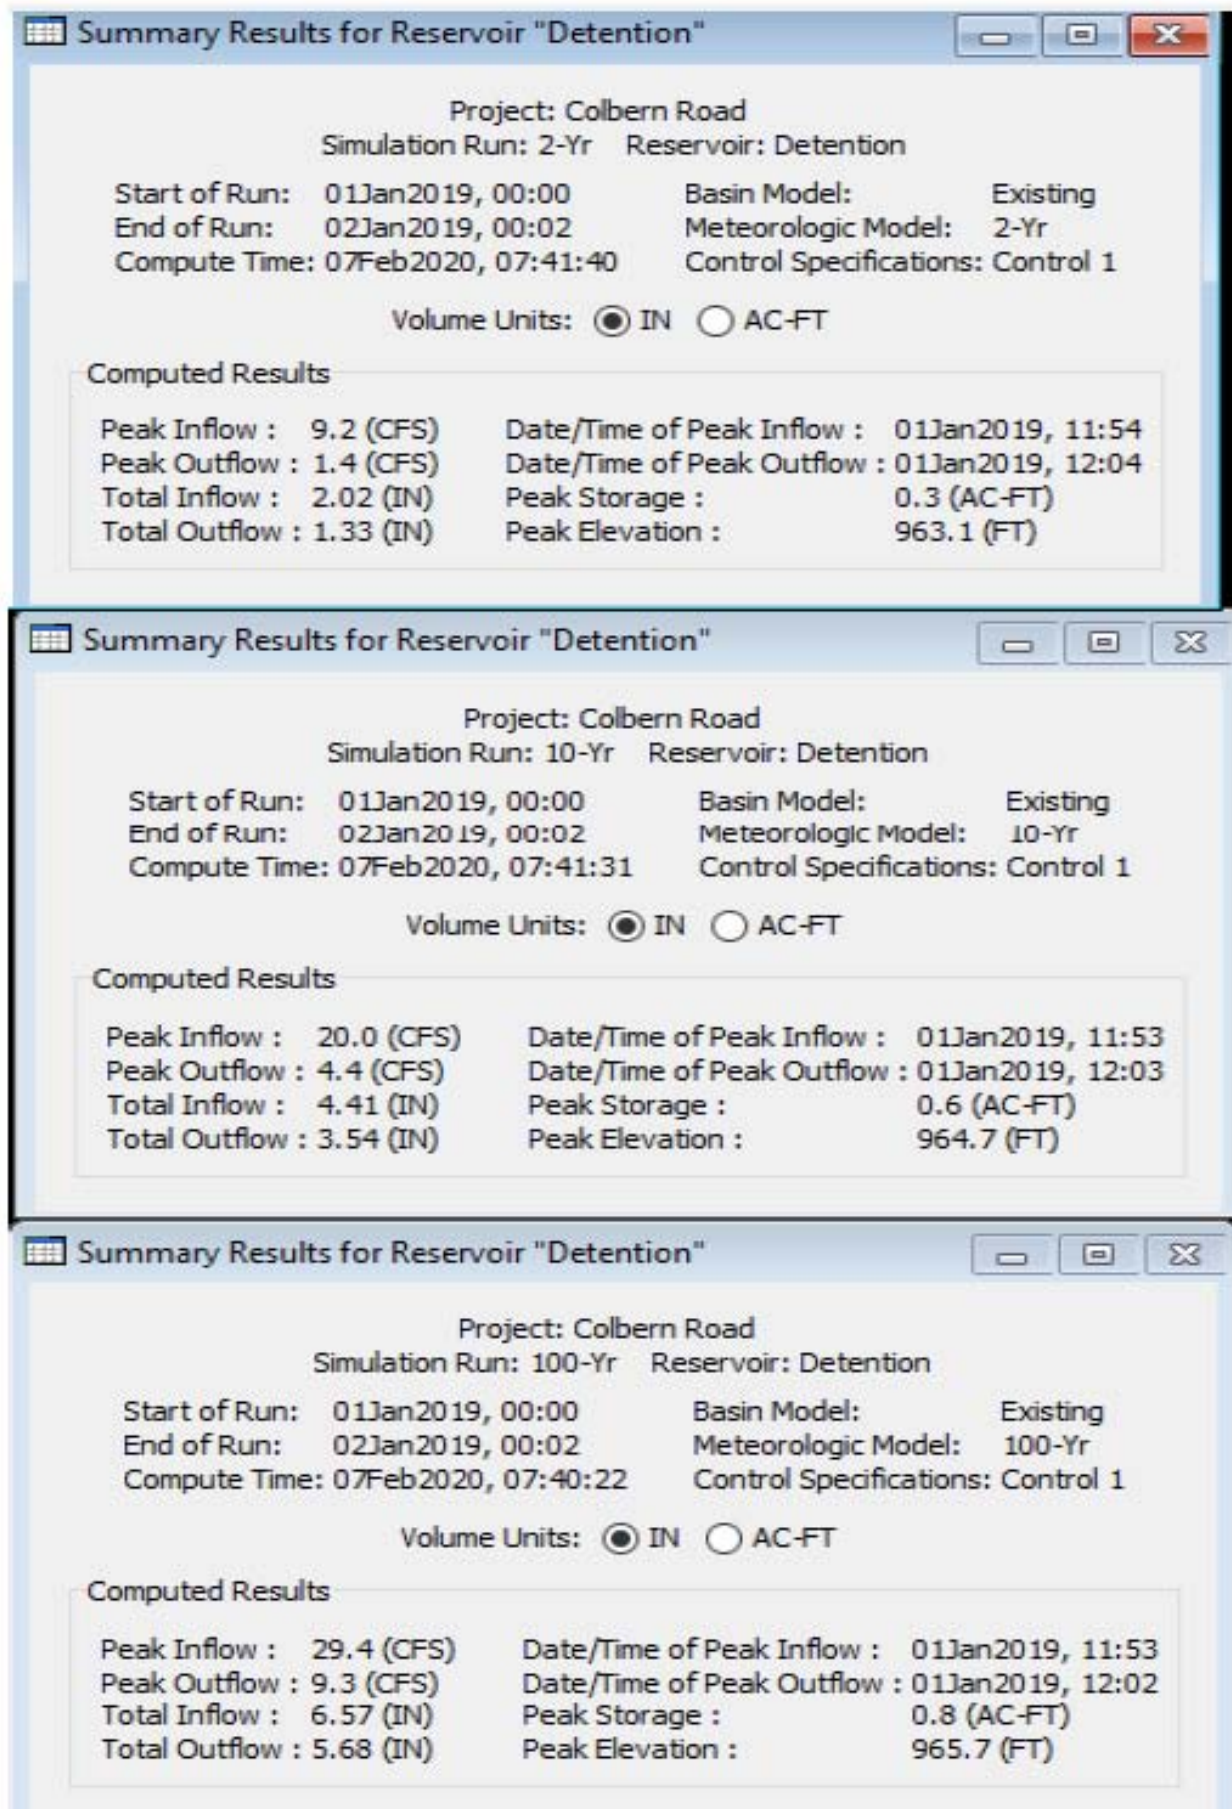 Summary Results for Reservoir "Detention"
Project: Colbern Road
Simulation Run: 2-Yr Reservoir: Detention
Start of Run: 01Jan2019, 00:00 Basin Model: Existing
End of Run: 02Jan2019, 00:02 Meteorologic Model: 2-Yr
Compute Time: 07Feb2020, 07:41:40 Control Specifications: Control 1
Volume Units: IN AC-FT
Computed Results
Peak Inflow : 9.2 (CFS) Date/Time of Peak Inflow : 01Jan2019, 11:54
Peak Outflow : 1.4 (CFS) Date/Time of Peak Outflow : 01Jan2019, 12:04
Total Inflow : 2.02 (IN) Peak Storage : 0.3 (AC-FT)
Total Outflow : 1.33 (IN) Peak Elevation : 963.1 (FT)
Summary Results for Reservoir "Detention"
Project: Colbern Road
Simulation Run: 10-Yr Reservoir: Detention
Start of Run: 01Jan2019, 00:00 Basin Model: Existing
End of Run: 02Jan2019, 00:02 Meteorologic Model: 10-Yr
Compute Time: 07Feb2020, 07:41:31 Control Specifications: Control 1
Volume Units: IN AC-FT
Computed Results
Peak Inflow : 20.0 (CFS) Date/Time of Peak Inflow : 01Jan2019, 11:53
Peak Outflow : 4.4 (CFS) Date/Time of Peak Outflow : 01Jan2019, 12:03
Total Inflow : 4.41 (IN) Peak Storage : 0.6 (AC-FT)
Total Outflow : 3.54 (IN) Peak Elevation : 964.7 (FT)
Summary Results for Reservoir "Detention"
Project: Colbern Road
Simulation Run: 100-Yr Reservoir: Detention
Start of Run: 01Jan2019, 00:00 Basin Model: Existing
End of Run: 02Jan2019, 00:02 Meteorologic Model: 100-Yr
Compute Time: 07Feb2020, 07:40:22 Control Specifications: Control 1
Volume Units: IN AC-FT
Computed Results
Peak Inflow : 29.4 (CFS) Date/Time of Peak Inflow : 01Jan2019, 11:53
Peak Outflow : 9.3 (CFS) Date/Time of Peak Outflow : 01Jan2019, 12:02
Total Inflow : 6.57 (IN) Peak Storage : 0.8 (AC-FT)
Total Outflow : 5.68 (IN) Peak Elevation : 965.7 (FT)